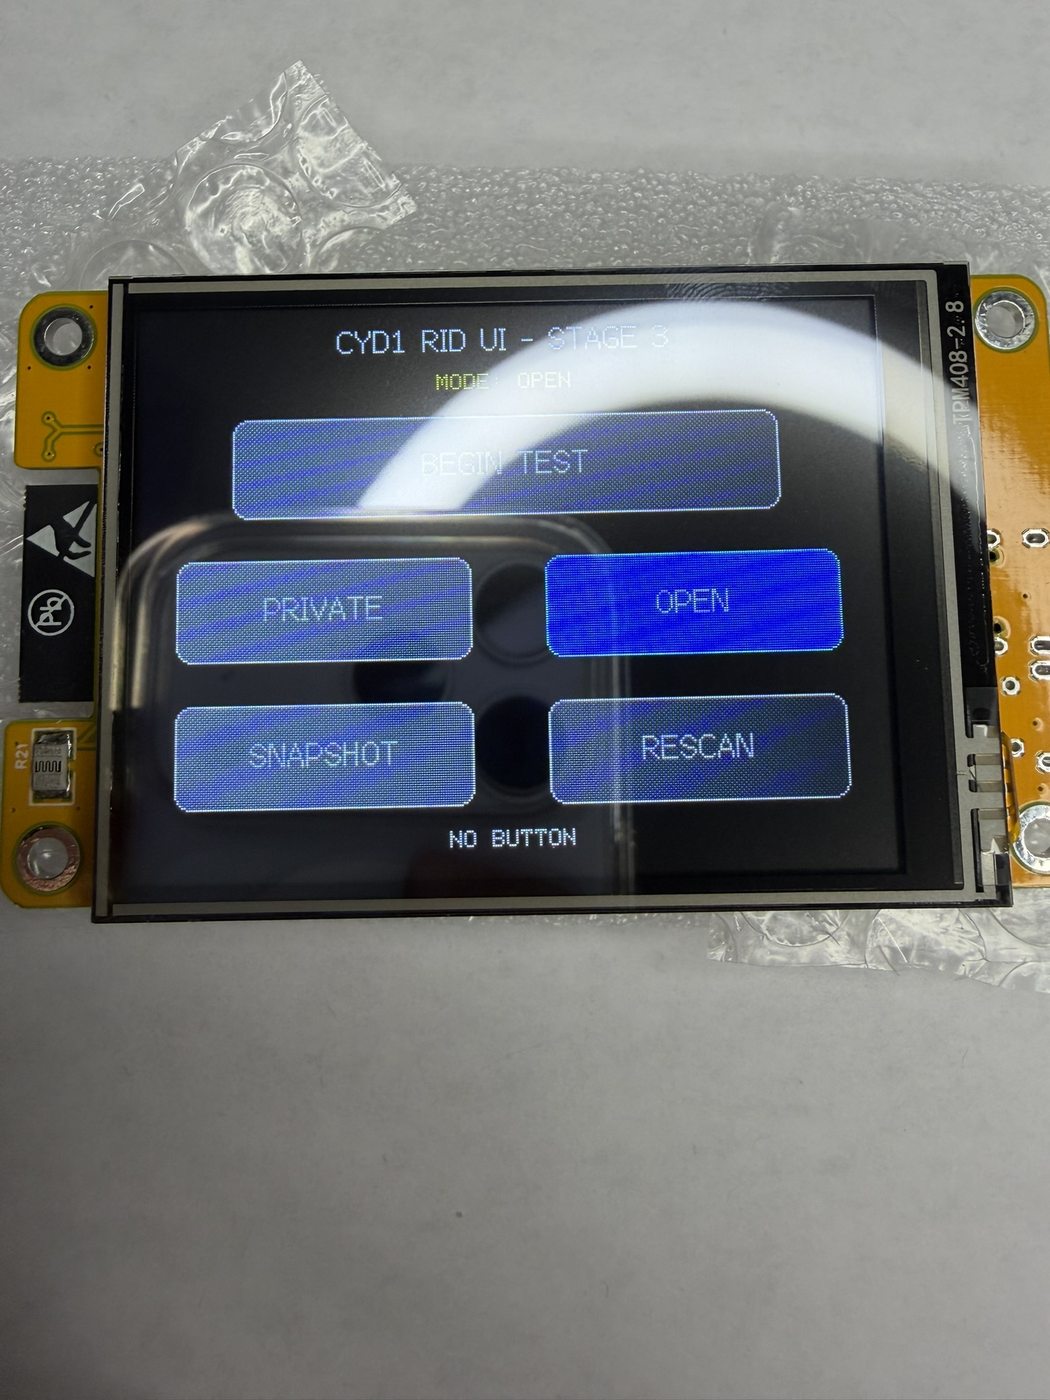 CYD1 RID UI - STAGE 3
MODE: OPEN
BEGIN TEST
PRIVATE
OPEN
SNAPSHOT
RESCAN
NO BUTTON
TPM408-2.8
Pb
R21